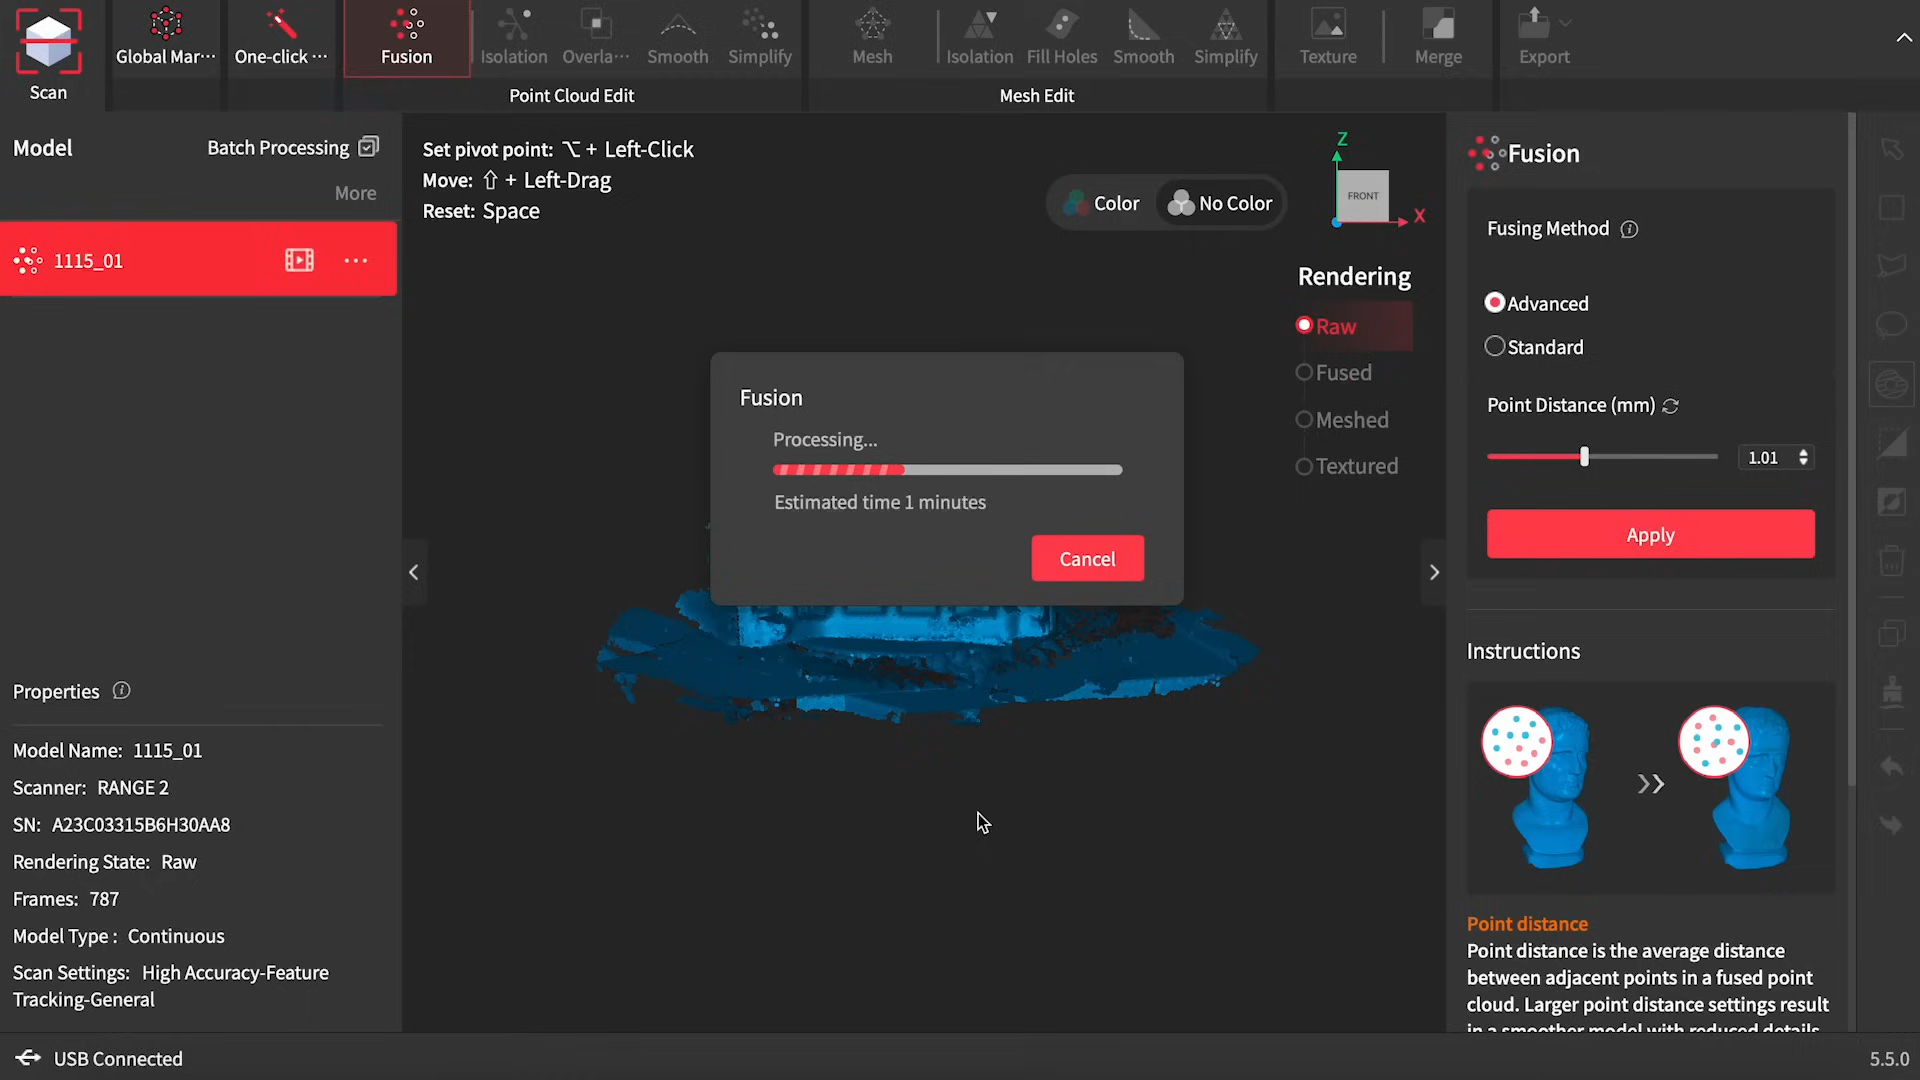 Scan
Global Mar···
One-click ···
Fusion
Isolation
Overla···
Smooth
Simplify
Point Cloud Edit
Mesh
Isolation
Fill Holes
Smooth
Simplify
Mesh Edit
Texture
Merge
Export
Model
Batch Processing
More
1115_01
Properties
Model Name: 1115_01
Scanner: RANGE 2
SN: A23C03315B6H30AA8
Rendering State: Raw
Frames: 787
Model Type : Continuous
Scan Settings: High Accuracy-Feature
Tracking-General
USB Connected
Set pivot point: ⌥ + Left-Click
Move: ⇧ + Left-Drag
Reset: Space
Color
No Color
Z
FRONT
X
Rendering
Raw
Fused
Meshed
Textured
Fusion
Processing...
Estimated time 1 minutes
Cancel
Fusion
Fusing Method
Advanced
Standard
Point Distance (mm)
1.01
Apply
Instructions
Point distance
Point distance is the average distance
between adjacent points in a fused point
cloud. Larger point distance settings result
in a smoother model with reduced details
5.5.0